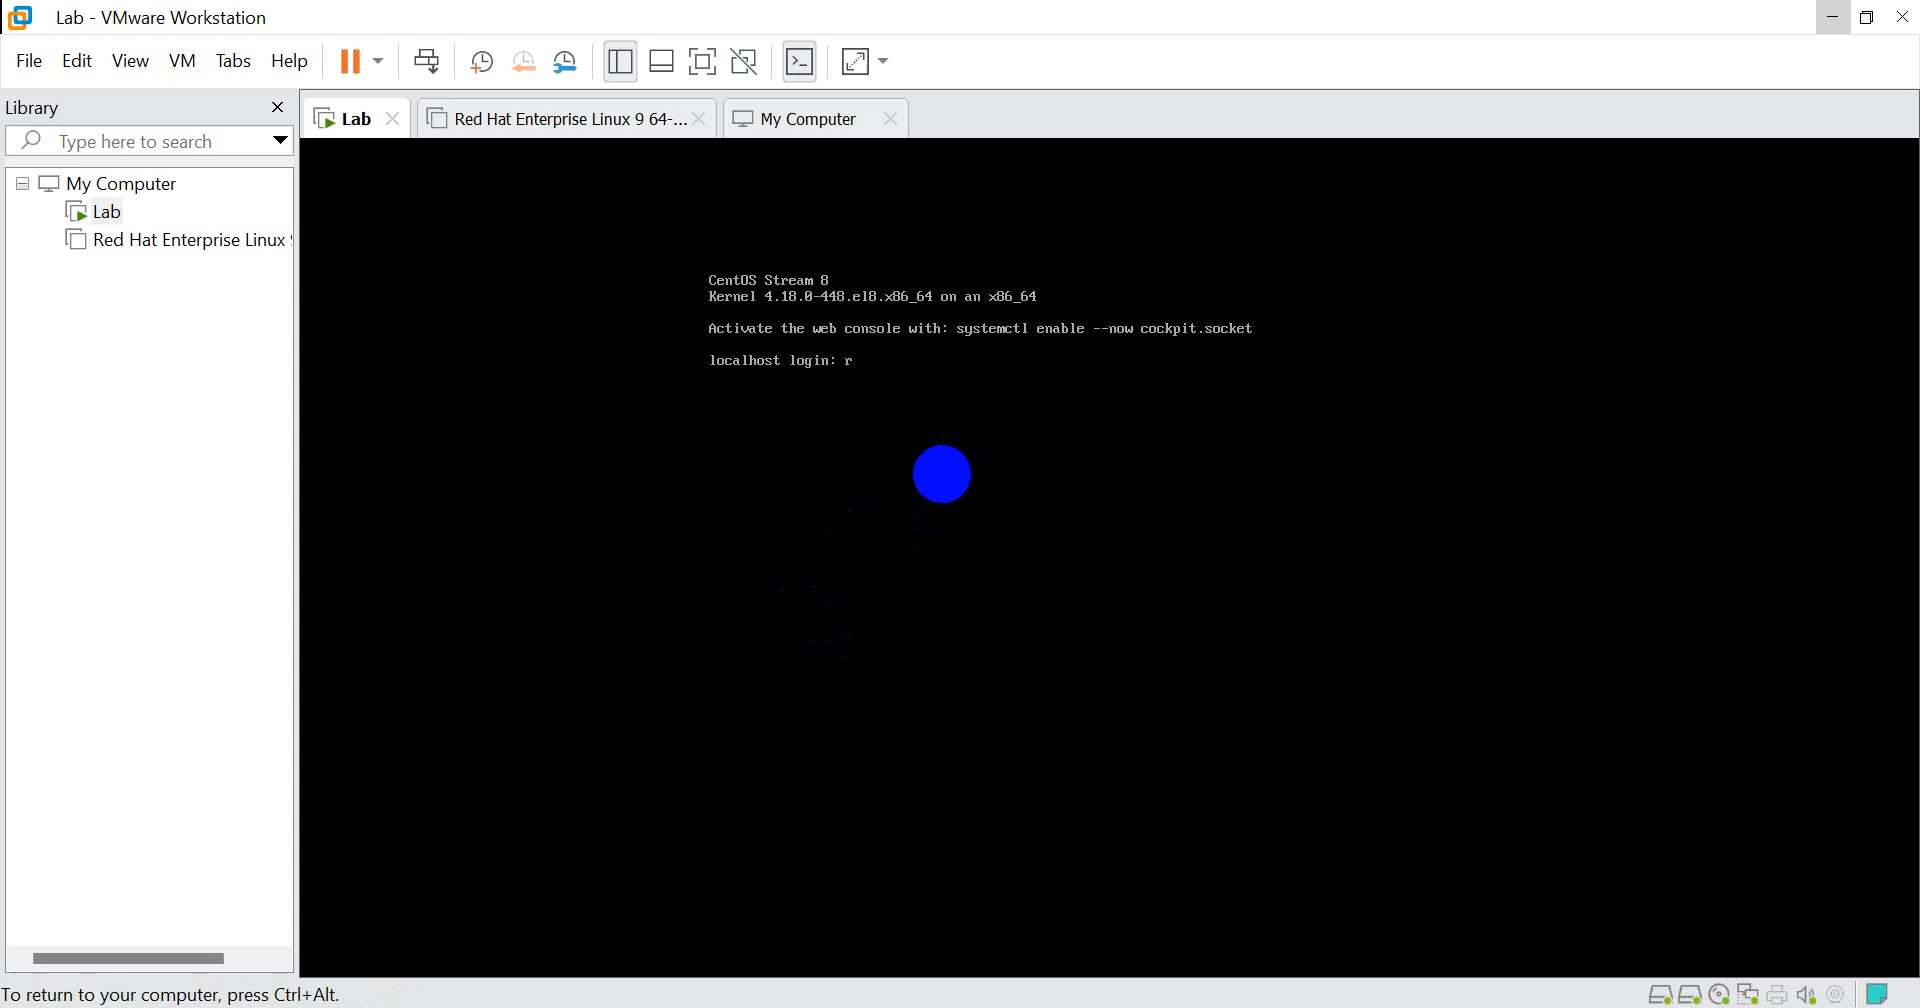 Lab - VMware Workstation
File Edit View VM Tabs Help
Library
Type here to search
My Computer
Lab
Red Hat Enterprise Linux 9
Lab
Red Hat Enterprise Linux 9 64-...
My Computer
CentOS Stream 8
Kernel 4.18.0-448.el8.x86_64 on an x86_64
Activate the web console with: systemctl enable --now cockpit.socket
localhost login: r
To return to your computer, press Ctrl+Alt.